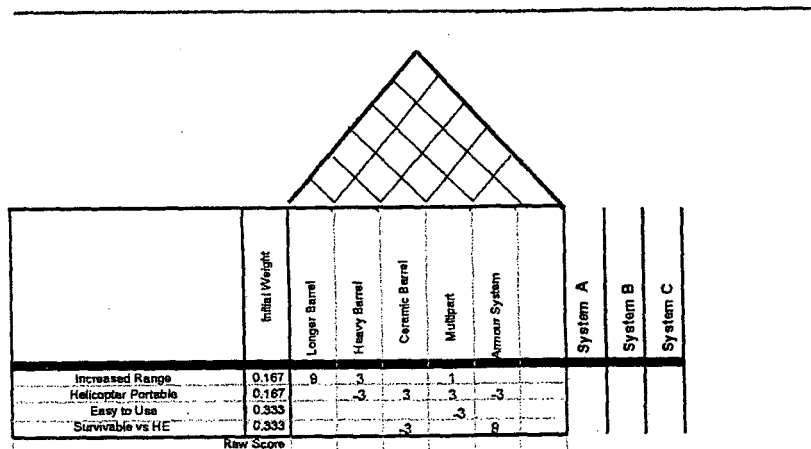 Initial Weight
Longer Barrel
Heavy Barrel
Ceramic Barrel
Multipart
Armour System
System A
System B
System C
Increased Range 0.167 9 3 1
Helicopter Portable 0.167 -3 3 3 -3
Easy to Use 0.333 -3
Survivable vs HE 0.333 -3 9
Raw Score